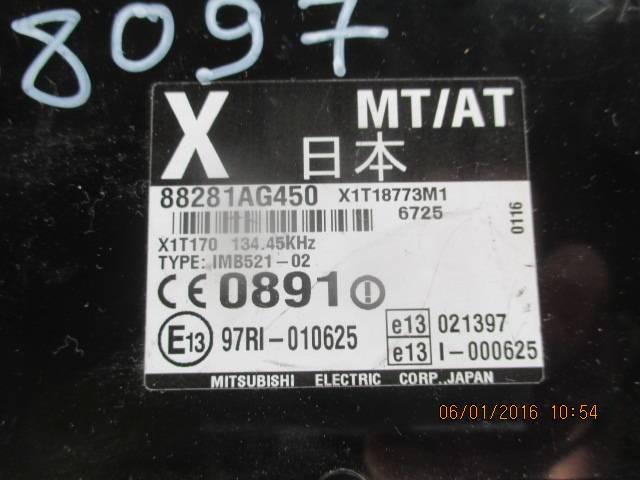 8097
X MT/AT
日本
88281AG450 X1T18773M1
6725
0116
X1T170 134.45KHz
TYPE: IMB521-02
CE 0891
E13 97RI-010625
e13 021397
e13 I-000625
MITSUBISHI ELECTRIC CORP. JAPAN
06/01/2016 10:54